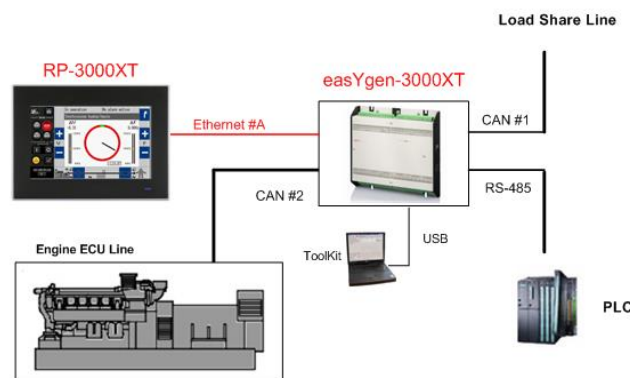 Load Share Line
RP-3000XT
easYgen-3000XT
Ethernet #A
CAN #1
CAN #2
RS-485
Engine ECU Line
ToolKit
USB
PLC